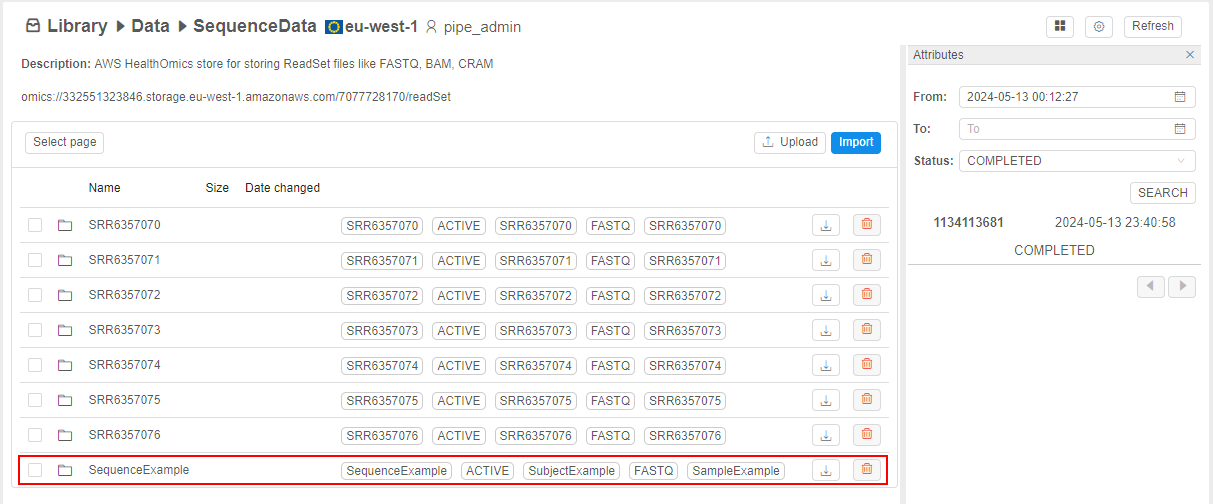 Library Data SequenceData eu-west-1 pipe_admin
Refresh
Description: AWS HealthOmics store for storing ReadSet files like FASTQ, BAM, CRAM
omics://332551323846.storage.eu-west-1.amazonaws.com/7077728170/readSet
Select page Upload Import
Name Size Date changed
SRR6357070 SRR6357070 ACTIVE SRR6357070 FASTQ SRR6357070
SRR6357071 SRR6357071 ACTIVE SRR6357071 FASTQ SRR6357071
SRR6357072 SRR6357072 ACTIVE SRR6357072 FASTQ SRR6357072
SRR6357073 SRR6357073 ACTIVE SRR6357073 FASTQ SRR6357073
SRR6357074 SRR6357074 ACTIVE SRR6357074 FASTQ SRR6357074
SRR6357075 SRR6357075 ACTIVE SRR6357075 FASTQ SRR6357075
SRR6357076 SRR6357076 ACTIVE SRR6357076 FASTQ SRR6357076
SequenceExample SequenceExample ACTIVE SubjectExample FASTQ SampleExample
Attributes
From: 2024-05-13 00:12:27
To: To
Status: COMPLETED
SEARCH
1134113681 2024-05-13 23:40:58
COMPLETED